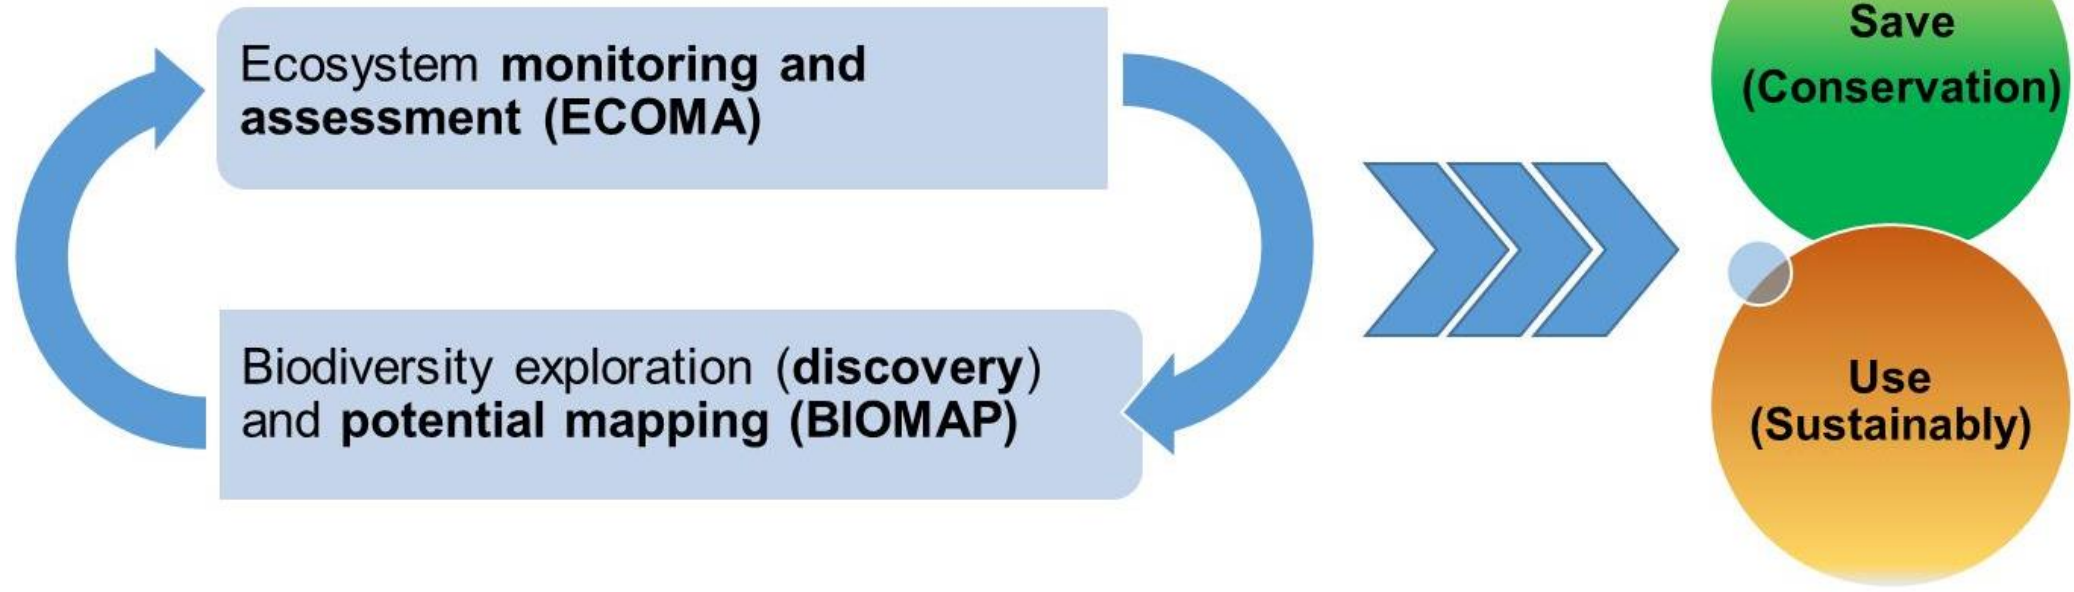 Ecosystem monitoring and
assessment (ECOMA)
Biodiversity exploration (discovery)
and potential mapping (BIOMAP)
Save
(Conservation)
Use
(Sustainably)